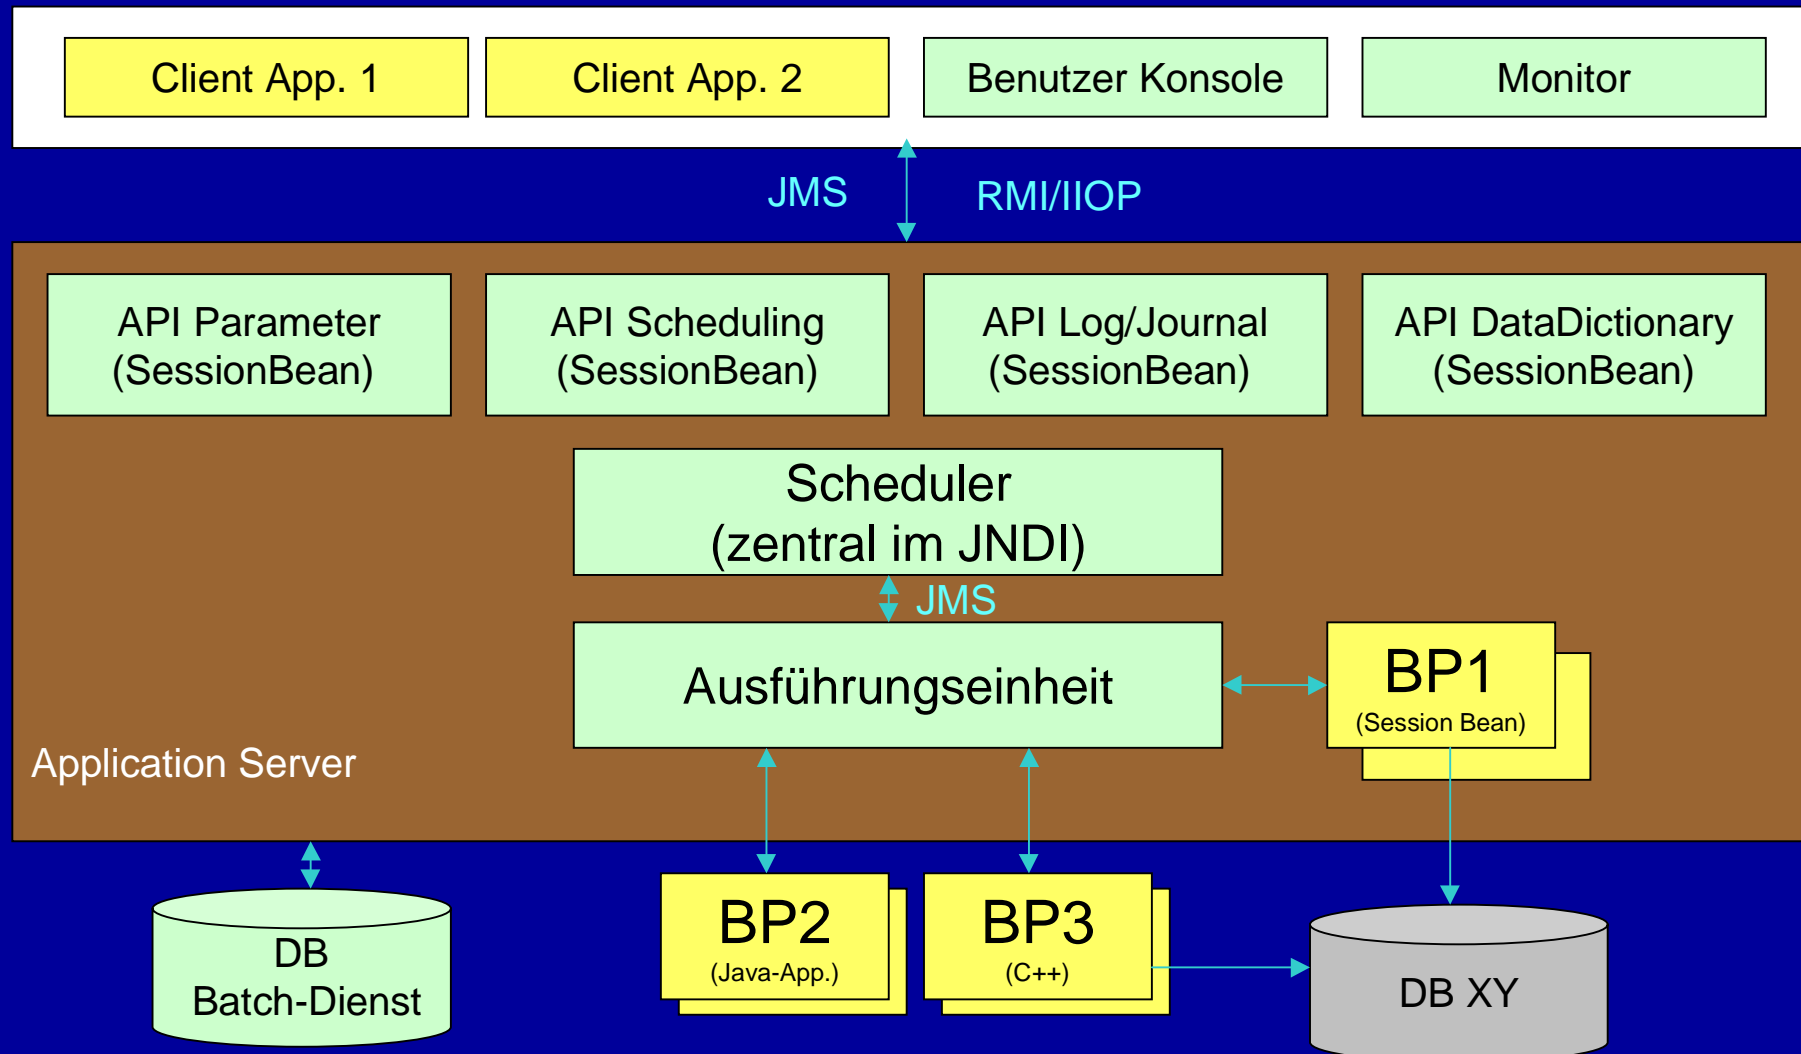 Client App. 1
Client App. 2
Benutzer Konsole
Monitor
JMS
RMI/IIOP
API Parameter
(SessionBean)
API Scheduling
(SessionBean)
API Log/Journal
(SessionBean)
API DataDictionary
(SessionBean)
Scheduler
(zentral im JNDI)
JMS
Ausführungseinheit
BP1
(Session Bean)
Application Server
DB
Batch-Dienst
BP2
(Java-App.)
BP3
(C++)
DB XY